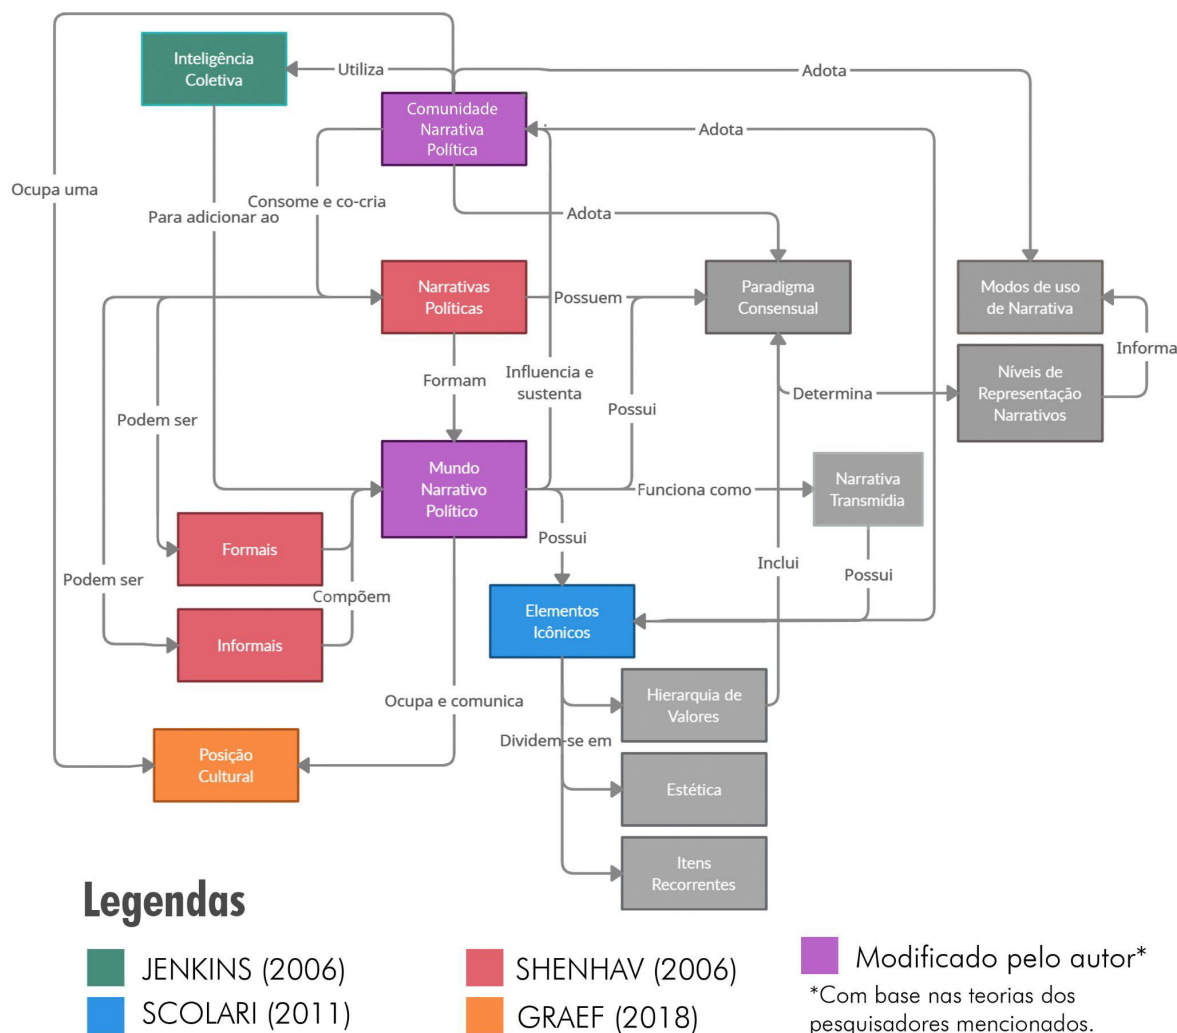 Inteligência
Coletiva
Utiliza
Adota
Comunidade
Narrativa
Política
Adota
Ocupa uma
Consome e co-cria
Para adicionar ao
Adota
Narrativas
Políticas
Possuem
Paradigma
Consensual
Modos de uso
de Narrativa
Informa
Formam
Influencia e
sustenta
Possui
Determina
Níveis de
Representação
Narrativos
Podem ser
Mundo
Narrativo
Político
Funciona como
Narrativa
Transmídia
Formais
Possui
Inclui
Possui
Podem ser
Compõem
Elementos
Icônicos
Informais
Ocupa e comunica
Hierarquia de
Valores
Dividem-se em
Posição
Cultural
Estética
Itens
Recorrentes
Legendas
JENKINS (2006)
SHENHAV (2006)
Modificado pelo autor*
SCOLARI (2011)
GRAEF (2018)
*Com base nas teorias dos
pesquisadores mencionados.